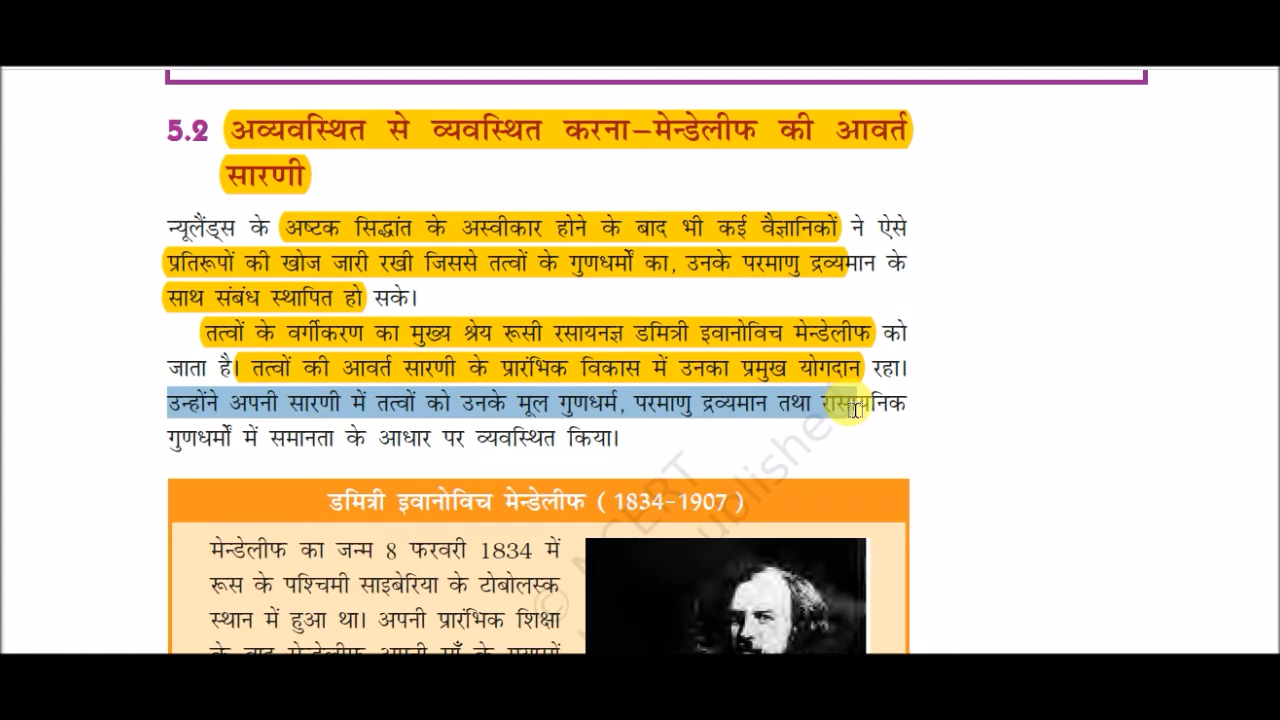 5.2 अव्यवस्थित से व्यवस्थित करना–मेन्डेलीफ की आवर्त
सारणी
न्यूलैंड्स के अष्टक सिद्धांत के अस्वीकार होने के बाद भी कई वैज्ञानिकों ने ऐसे
प्रतिरूपों की खोज जारी रखी जिससे तत्वों के गुणधर्मों का, उनके परमाणु द्रव्यमान के
साथ संबंध स्थापित हो सके।
तत्वों के वर्गीकरण का मुख्य श्रेय रूसी रसायनज्ञ डमित्री इवानोविच मेन्डेलीफ को
जाता है। तत्वों की आवर्त सारणी के प्रारंभिक विकास में उनका प्रमुख योगदान रहा।
उन्होंने अपनी सारणी में तत्वों को उनके मूल गुणधर्म, परमाणु द्रव्यमान तथा रासायनिक
गुणधर्मों में समानता के आधार पर व्यवस्थित किया।
डमित्री इवानोविच मेन्डेलीफ (1834–1907)
मेन्डेलीफ का जन्म 8 फरवरी 1834 में
रूस के पश्चिमी साइबेरिया के टोबोलस्क
स्थान में हुआ था। अपनी प्रारंभिक शिक्षा
© NCERT